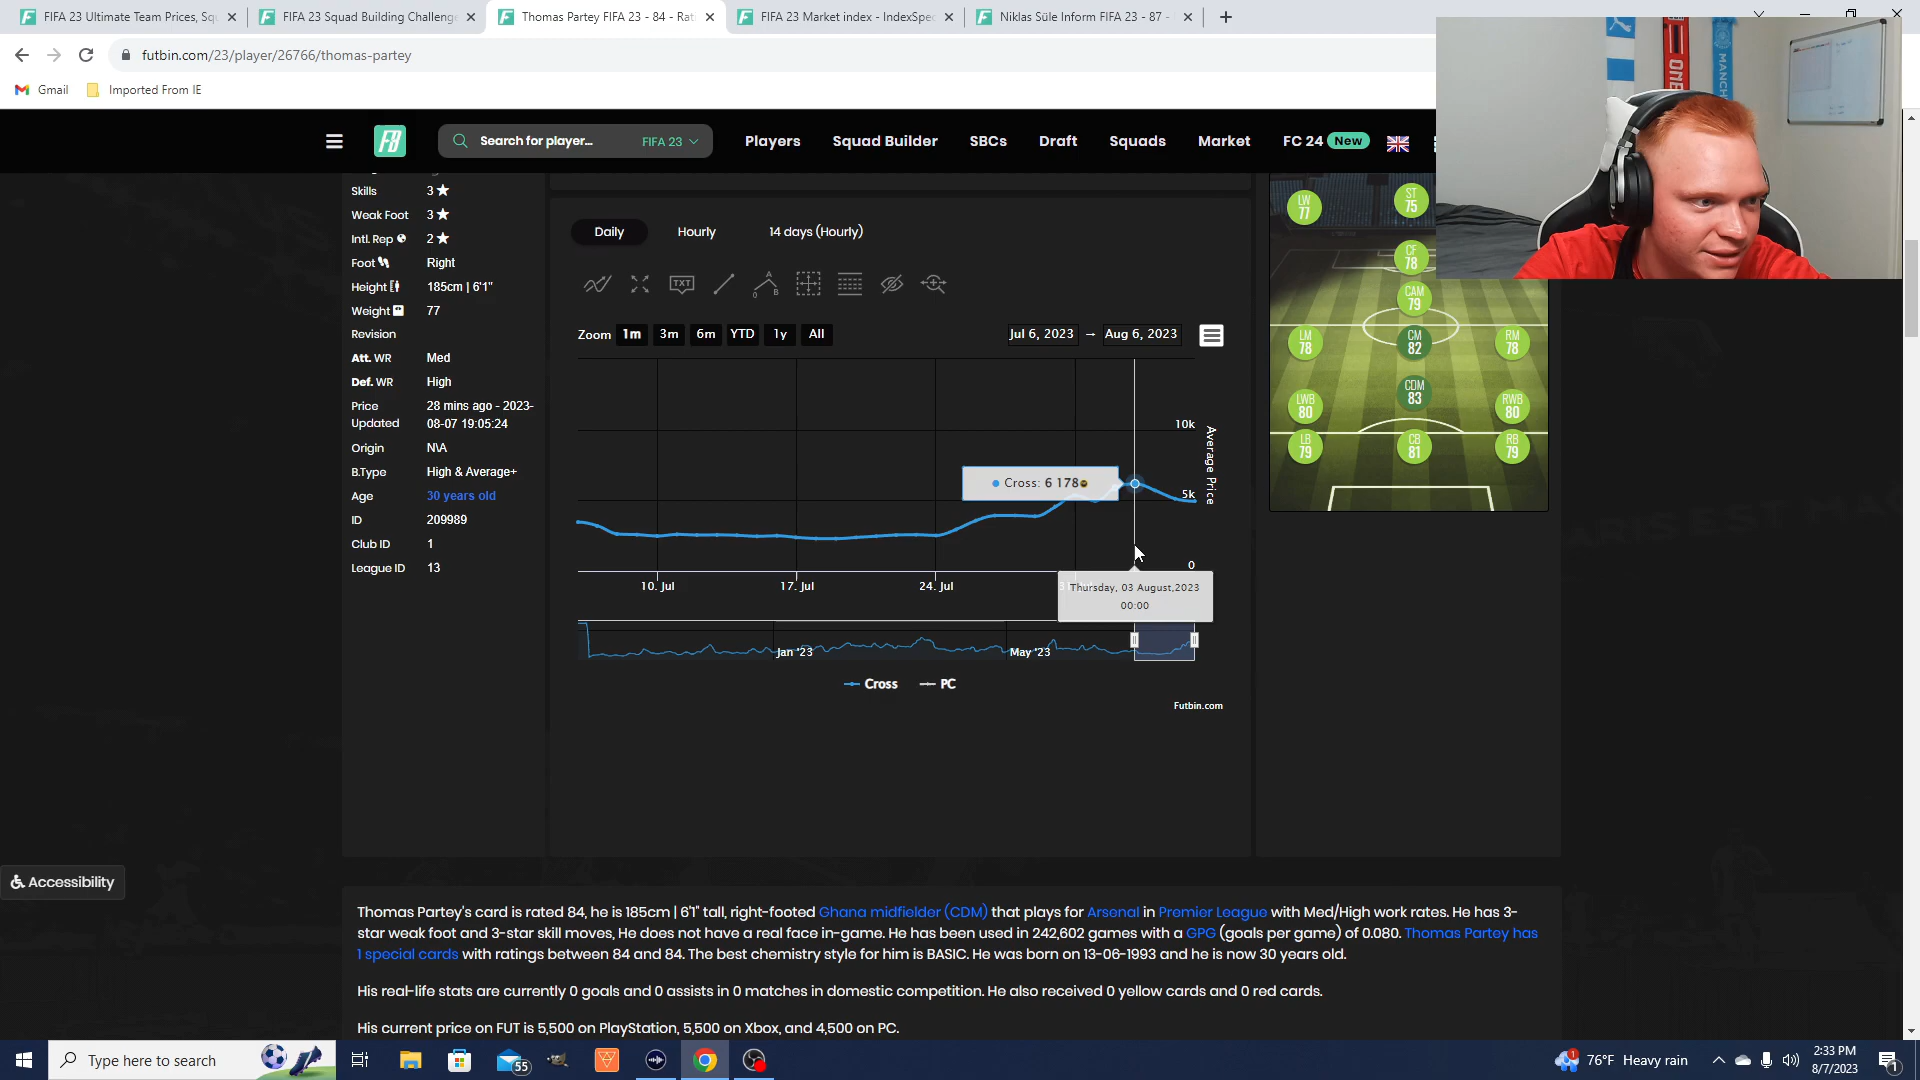 FIFA 23 Ultimate Team Prices, Sq
FIFA 23 Squad Building Challenge
Thomas Partey FIFA 23 - 84 - Rat
FIFA 23 Market index - IndexSpe
Niklas Süle Inform FIFA 23 - 87 -
futbin.com/23/player/26766/thomas-partey
Gmail
Imported From IE
FB
Search for player...
FIFA 23
Players
Squad Builder
SBCs
Draft
Squads
Market
FC 24 New
Skills 3
Weak Foot 3
Intl. Rep 2
Foot Right
Height 185cm | 6'1"
Weight 77
Revision
Att. WR Med
Def. WR High
Price Updated 28 mins ago - 2023-
08-07 19:05:24
Origin N\A
B.Type High & Average+
Age 30 years old
ID 209989
Club ID 1
League ID 13
Daily
Hourly
14 days (Hourly)
TXT
Zoom 1m 3m 6m YTD 1y All
Jul 6, 2023 → Aug 6, 2023
10k
5k
0
Average Price
Cross: 6 178
10. Jul
17. Jul
24. Jul
Thursday, 03 August,2023
00:00
Jan '23
May '23
Cross
PC
Futbin.com
LW 77
ST 75
CF 78
CAM 79
LM 78
CM 82
RM 78
CDM 83
LWB 80
RWB 80
LB 79
CB 81
RB 79
MANCH
Accessibility
Thomas Partey's card is rated 84, he is 185cm | 6'1" tall, right-footed Ghana midfielder (CDM) that plays for Arsenal in Premier League with Med/High work rates. He has 3-
star weak foot and 3-star skill moves, He does not have a real face in-game. He has been used in 242,602 games with a GPG (goals per game) of 0.080. Thomas Partey has
1 special cards with ratings between 84 and 84. The best chemistry style for him is BASIC. He was born on 13-06-1993 and he is now 30 years old.
His real-life stats are currently 0 goals and 0 assists in 0 matches in domestic competition. He also received 0 yellow cards and 0 red cards.
His current price on FUT is 5,500 on PlayStation, 5,500 on Xbox, and 4,500 on PC.
Type here to search
55
76°F Heavy rain
2:33 PM
8/7/2023